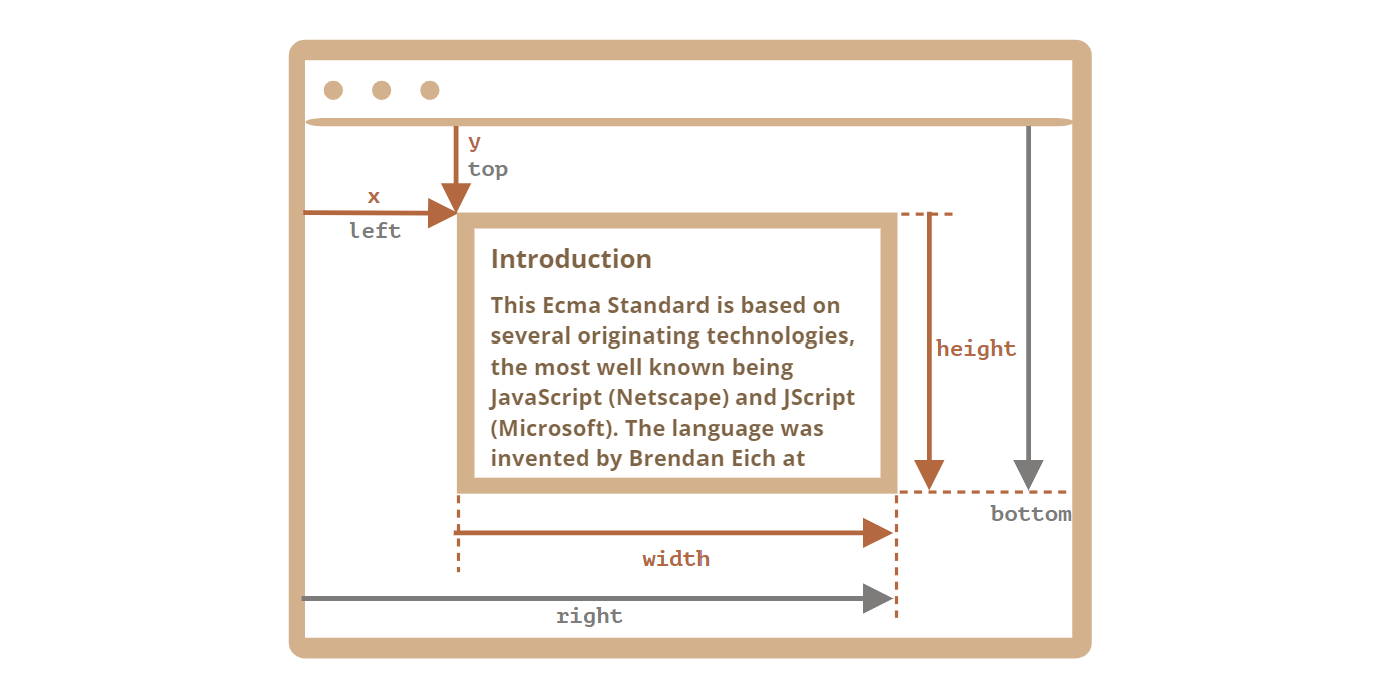 y
top
x
left
Introduction
This Ecma Standard is based on
several originating technologies,
the most well known being
JavaScript (Netscape) and JScript
(Microsoft). The language was
invented by Brendan Eich at
height
bottom
width
right